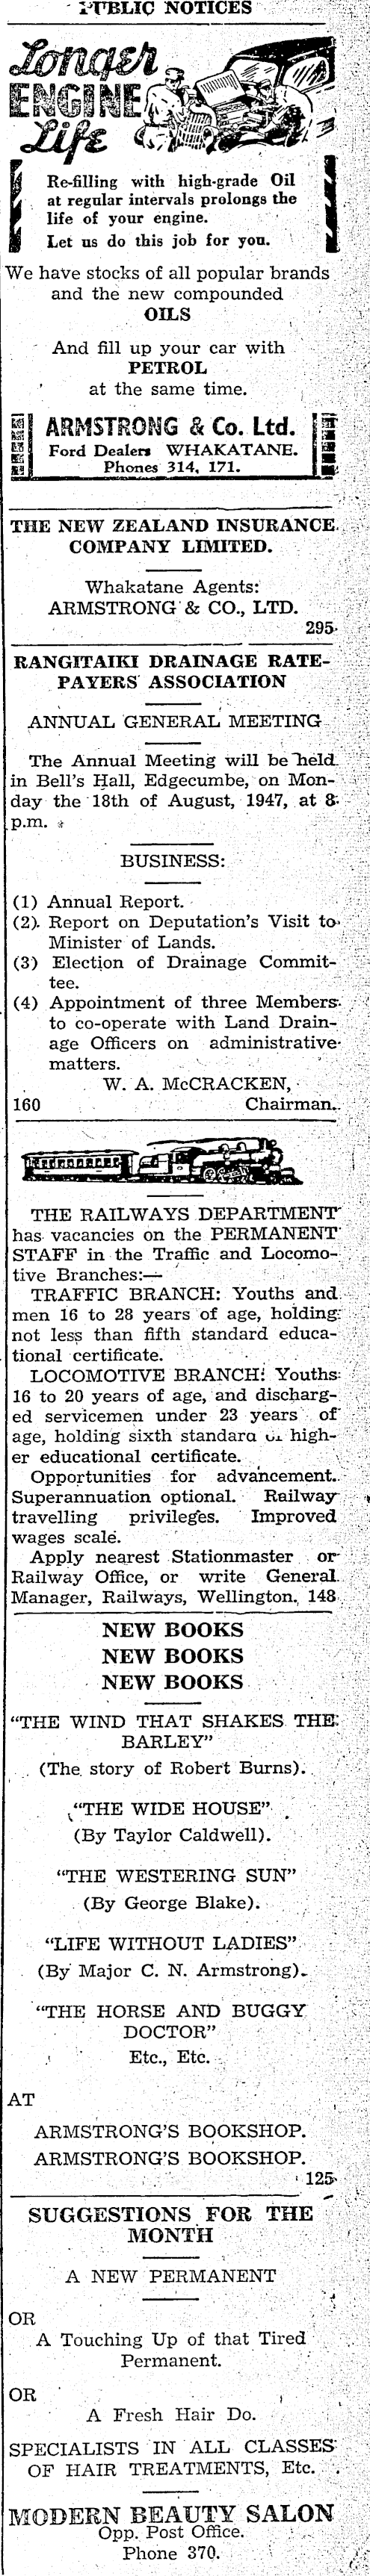 PUBLIC NOTICES
Longer
ENGINE
Life
Re-filling with high-grade Oil
at regular intervals prolongs the
life of your engine.
Let us do this job for you.
We have stocks of all popular brands
and the new compounded
OILS
And fill up your car with
PETROL
at the same time.
ARMSTRONG & Co. Ltd.
Ford Dealers WHAKATANE.
Phones 314, 171.
THE NEW ZEALAND INSURANCE
COMPANY LIMITED.
Whakatane Agents:
ARMSTRONG & CO., LTD.
295
RANGITAIKI DRAINAGE RATE-
PAYERS ASSOCIATION
ANNUAL GENERAL MEETING
The Annual Meeting will be held
in Bell's Hall, Edgecumbe, on Mon-
day the 18th of August, 1947, at 8
p.m.
BUSINESS:
(1) Annual Report.
(2). Report on Deputation's Visit to
Minister of Lands.
(3) Election of Drainage Commit-
tee.
(4) Appointment of three Members
to co-operate with Land Drain-
age Officers on administrative
matters.
W. A. McCRACKEN,
160 Chairman.
THE RAILWAYS DEPARTMENT
has vacancies on the PERMANENT
STAFF in the Traffic and Locomo-
tive Branches:—
TRAFFIC BRANCH: Youths and
men 16 to 28 years of age, holding
not less than fifth standard educa-
tional certificate.
LOCOMOTIVE BRANCH: Youths
16 to 20 years of age, and discharg-
ed servicemen under 23 years of
age, holding sixth standard or high-
er educational certificate.
Opportunities for advancement.
Superannuation optional. Railway
travelling privileges. Improved
wages scale.
Apply nearest Stationmaster or
Railway Office, or write General
Manager, Railways, Wellington. 148
NEW BOOKS
NEW BOOKS
NEW BOOKS
"THE WIND THAT SHAKES THE
BARLEY"
(The story of Robert Burns).
"THE WIDE HOUSE"
(By Taylor Caldwell).
"THE WESTERING SUN"
(By George Blake).
"LIFE WITHOUT LADIES"
(By Major C. N. Armstrong).
"THE HORSE AND BUGGY
DOCTOR"
Etc., Etc.
AT
ARMSTRONG'S BOOKSHOP.
ARMSTRONG'S BOOKSHOP.
125
SUGGESTIONS FOR THE
MONTH
A NEW PERMANENT
OR
A Touching Up of that Tired
Permanent.
OR
A Fresh Hair Do.
SPECIALISTS IN ALL CLASSES
OF HAIR TREATMENTS, Etc.
MODERN BEAUTY SALON
Opp. Post Office.
Phone 370.